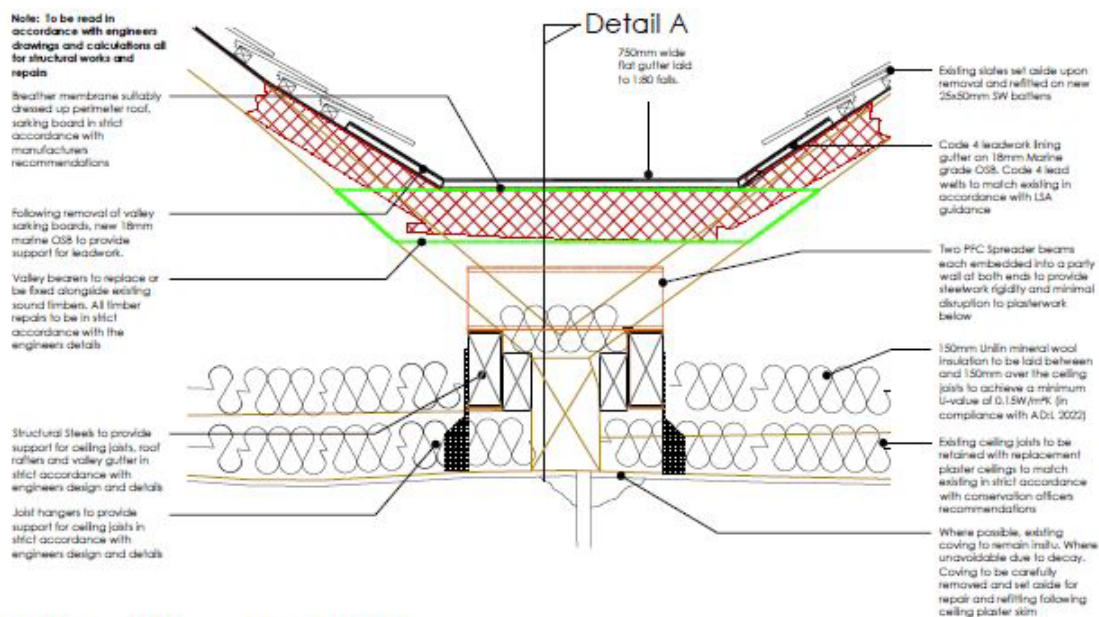 Note: To be read in
accordance with engineers
drawings and calculations all
for structural works and
repairs
Breather membrane suitably
dressed up perimeter roof,
sarking board in strict
accordance with
manufacturers
recommendations
Following removal of valley
sarking boards, new 18mm
marine OSB to provide
support for leadwork.
Valley bearers to replace or
be fixed alongside existing
sound timbers. All timber
repairs to be in strict
accordance with the
engineers details
Structural Steels to provide
support for ceiling joists, roof
rafters and valley gutter in
strict accordance with
engineers design and details
Joist hangers to provide
support for ceiling joists in
strict accordance with
engineers design and details
Detail A
750mm wide
flat gutter laid
to 1:80 falls.
Existing slates set aside upon
removal and refitted on new
25x50mm SW battens
Code 4 leadwork lining
gutter on 18mm Marine
grade OSB. Code 4 lead
welts to match existing in
accordance with LSA
guidance
Two PFC Spreader beams
each embedded into a party
wall at both ends to provide
steelwork rigidity and minimal
disruption to plasterwork
below
150mm Unilin mineral wool
insulation to be laid between
and 150mm over the ceiling
joists to achieve a minimum
U-value of 0.15W/m²K (in
compliance with AD:L 2022)
Existing ceiling joists to be
retained with replacement
plaster ceilings to match
existing in strict accordance
with conservation officers
recommendations
Where possible, existing
coving to remain insitu. Where
unavoidable due to decay.
Coving to be carefully
removed and set aside for
repair and refitting following
ceiling plaster skim